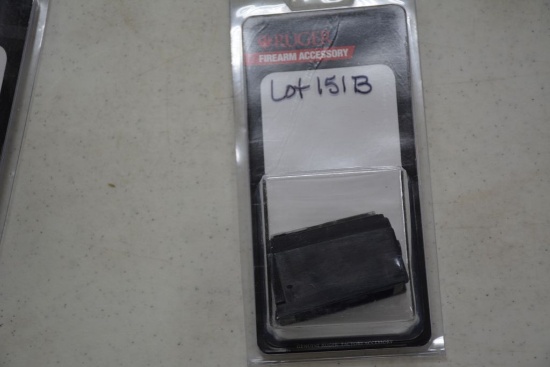 RUGER
FIREARM ACCESSORY
Lot 151B